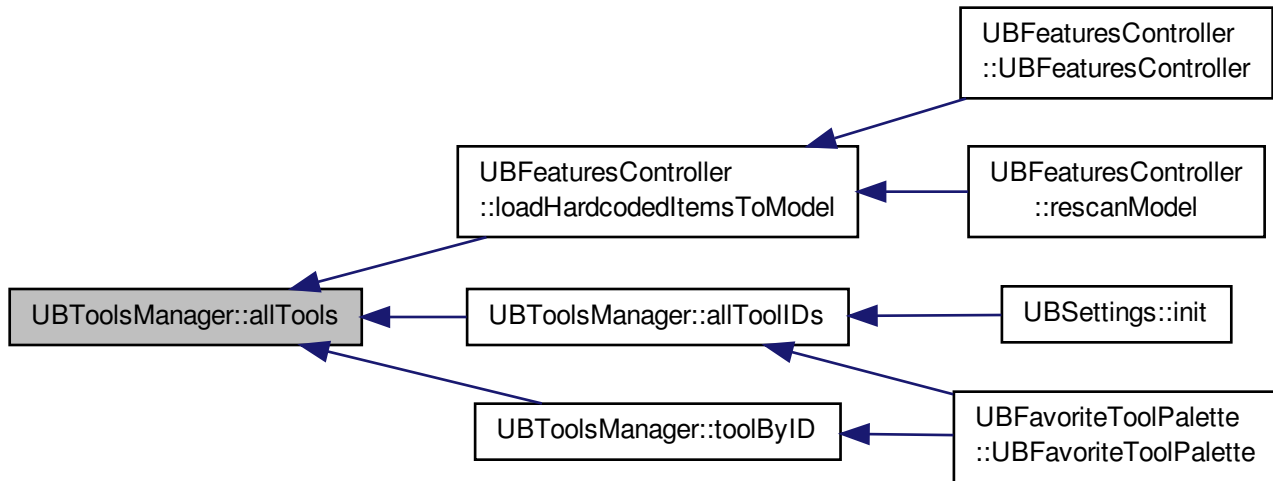 UBFeaturesController
::UBFeaturesController
UBFeaturesController
::loadHardcodedItemsToModel
UBFeaturesController
::rescanModel
UBToolsManager::allTools
UBToolsManager::allToolIDs
UBSettings::init
UBToolsManager::toolByID
UBFavoriteToolPalette
::UBFavoriteToolPalette